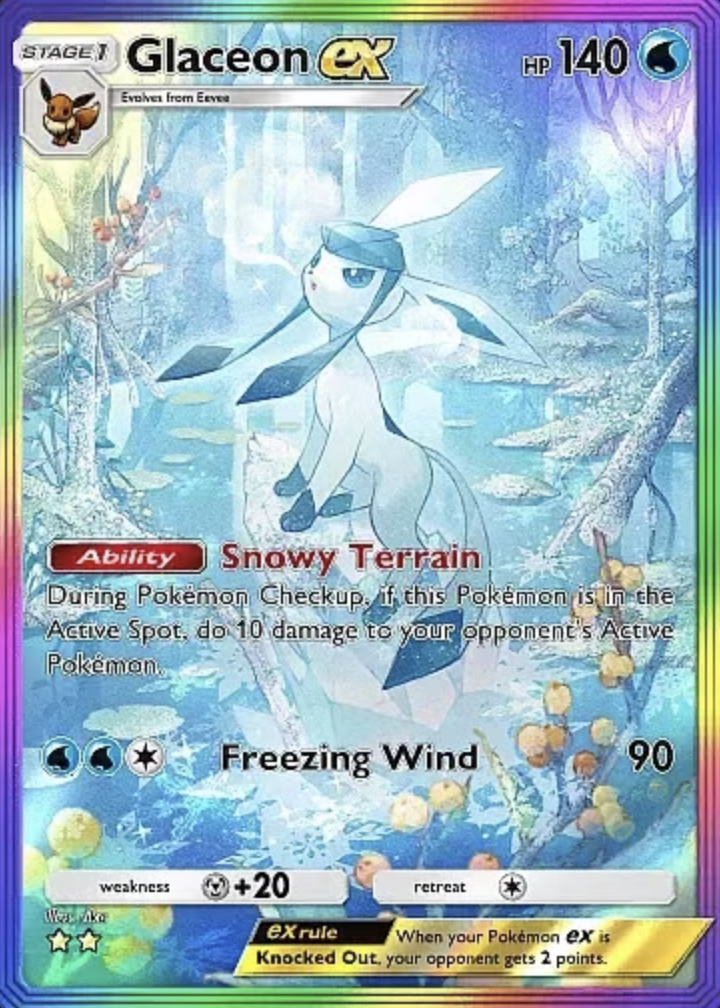 STAGE 1 Glaceon ex HP 140
Evolves from Eevee
Ability Snowy Terrain
During Pokémon Checkup, if this Pokémon is in the
Active Spot, do 10 damage to your opponent's Active
Pokémon.
Freezing Wind 90
weakness +20 retreat
Illus.
ex rule When your Pokémon ex is
Knocked Out, your opponent gets 2 points.